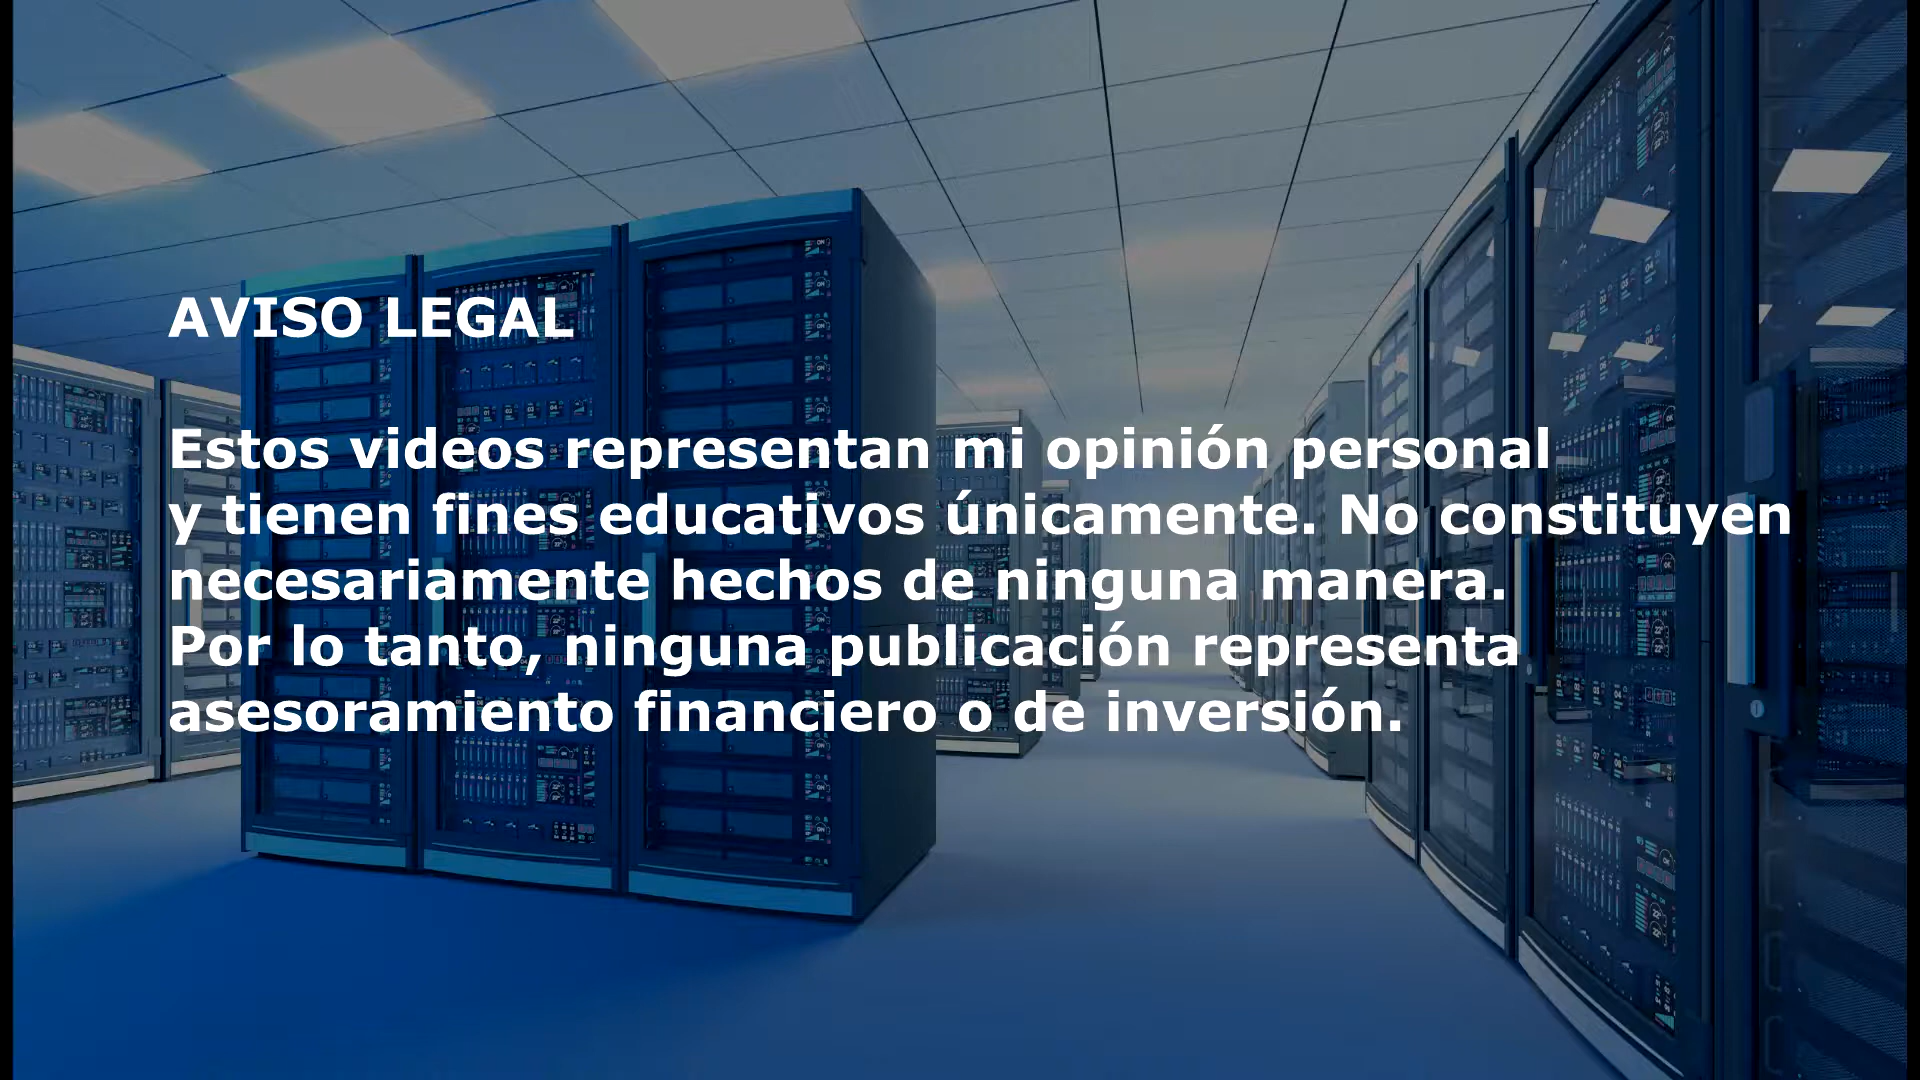 AVISO LEGAL
Estos videos representan mi opinión personal
y tienen fines educativos únicamente. No constituyen
necesariamente hechos de ninguna manera.
Por lo tanto, ninguna publicación representa
asesoramiento financiero o de inversión.